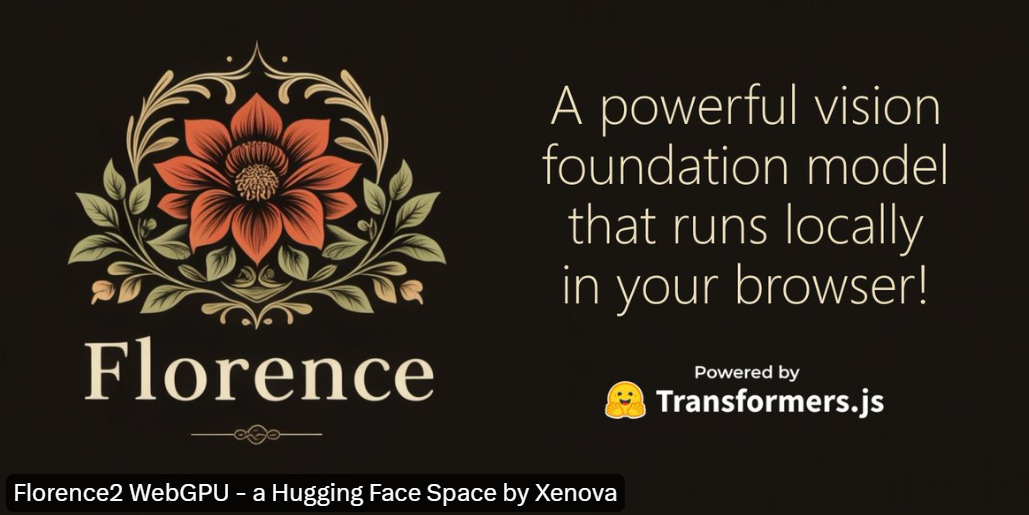 Florence
A powerful vision
foundation model
that runs locally
in your browser!
Powered by
Transformers.js
Florence2 WebGPU - a Hugging Face Space by Xenova